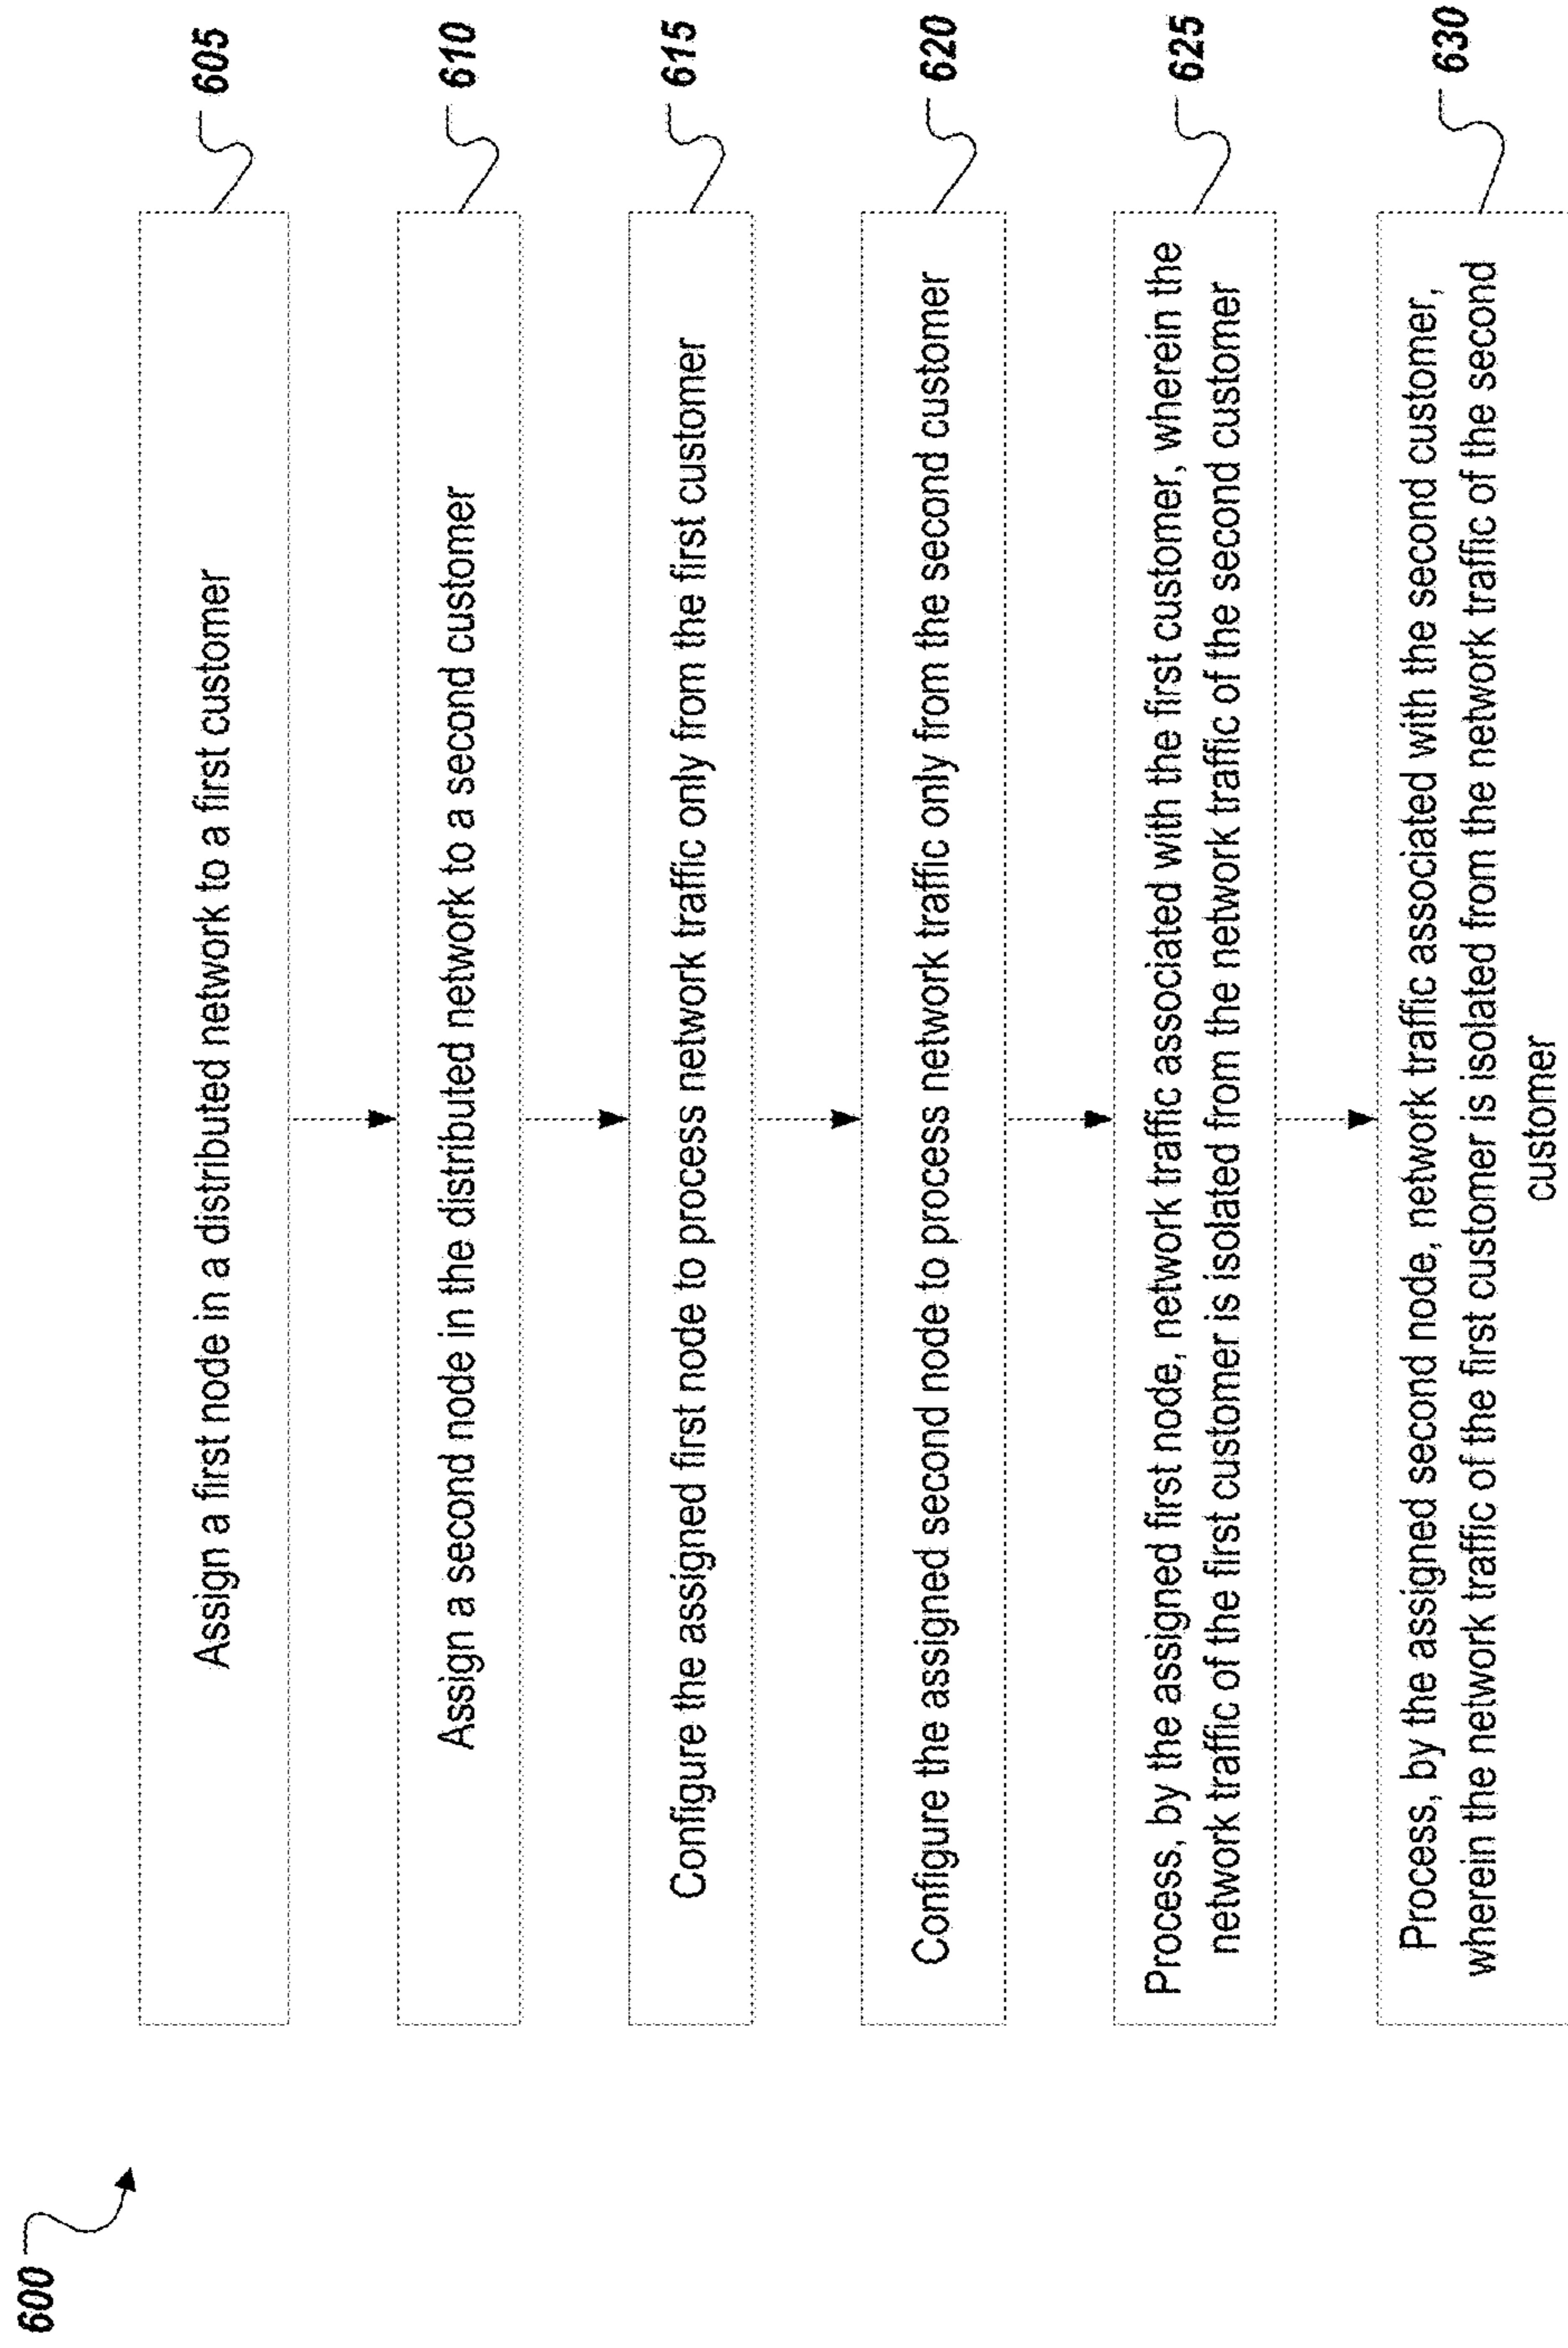 600
Assign a first node in a distributed network to a first customer
605
Assign a second node in the distributed network to a second customer
610
Configure the assigned first node to process network traffic only from the first customer
615
Configure the assigned second node to process network traffic only from the second customer
620
Process, by the assigned first node, network traffic associated with the first customer, wherein the
network traffic of the first customer is isolated from the network traffic of the second customer
625
Process, by the assigned second node, network traffic associated with the second customer,
wherein the network traffic of the first customer is isolated from the network traffic of the second
customer
630